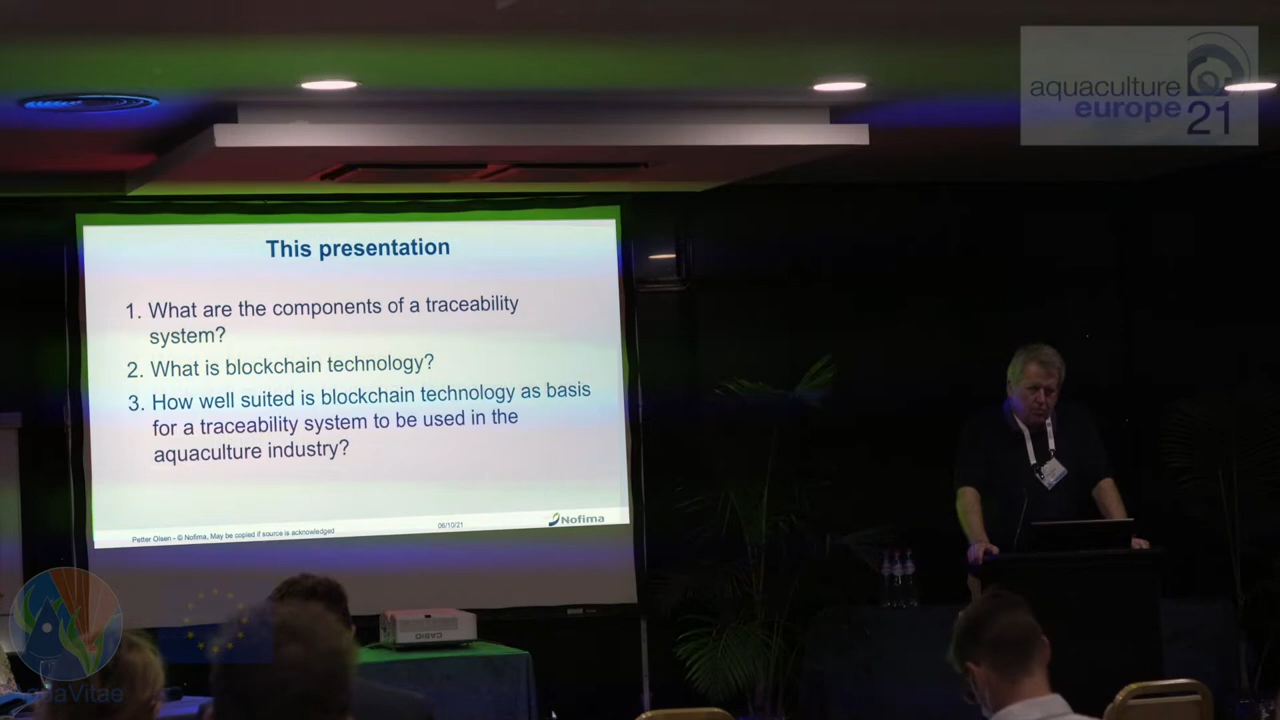 aquaculture
europe
21
This presentation
1. What are the components of a traceability
system?
2. What is blockchain technology?
3. How well suited is blockchain technology as basis
for a traceability system to be used in the
aquaculture industry?
Petter Olsen - © Nofima, May be copied if source is acknowledged
06/10/21
Nofima
CASIO